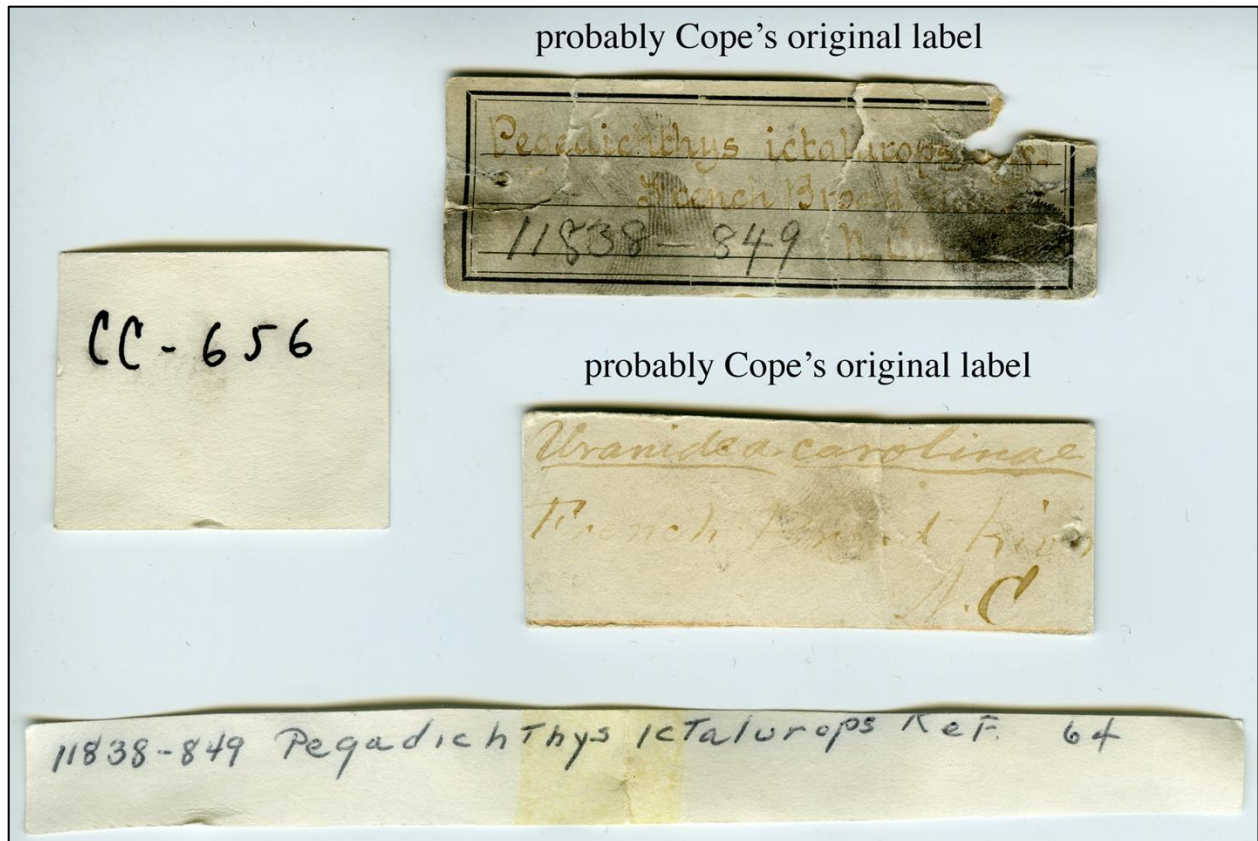 probably Cope's original label
Pegedichthys ictalurops
French Broad
11838-849 N.C.
CC-656
probably Cope's original label
Uranidea carolinae
French Broad River
N.C
11838-849 Pegadichthys ictalurops Ref. 64